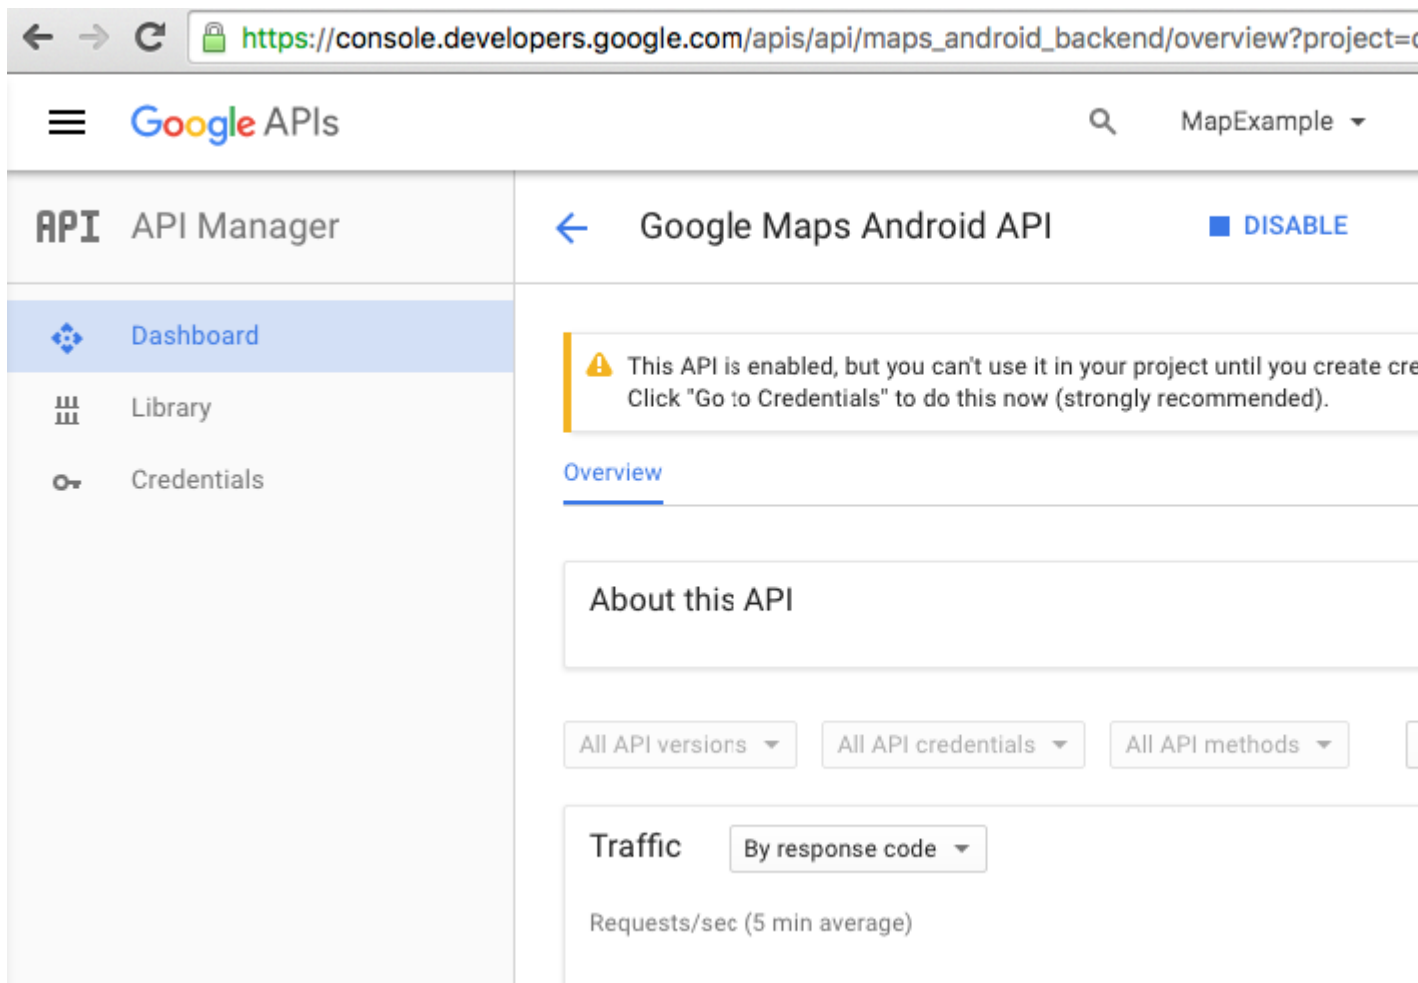 https://console.developers.google.com/apis/api/maps_android_backend/overview?project=
Google APIs
MapExample
API API Manager
Google Maps Android API
DISABLE
Dashboard
Library
Credentials
This API is enabled, but you can't use it in your project until you create cre
Click "Go to Credentials" to do this now (strongly recommended).
Overview
About this API
All API versions
All API credentials
All API methods
Traffic
By response code
Requests/sec (5 min average)